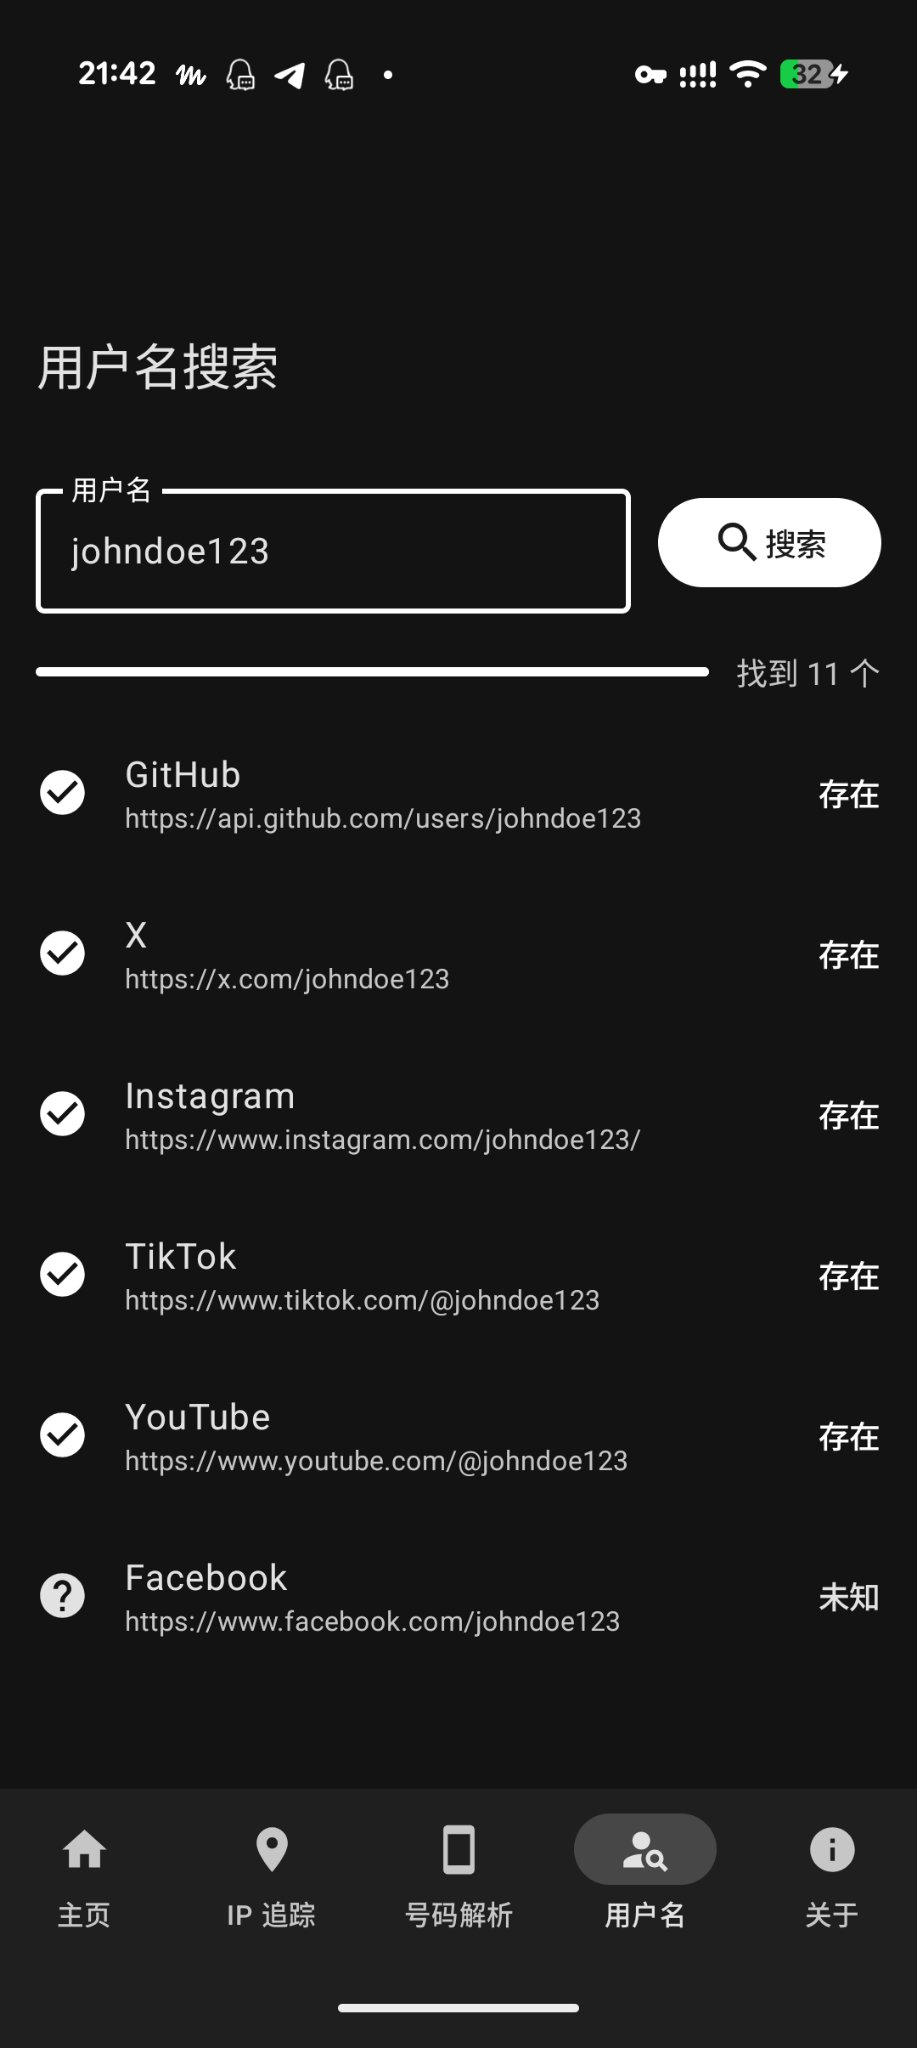 21:42
32
用户名搜索
用户名
johndoe123
搜索
找到 11 个
GitHub
https://api.github.com/users/johndoe123
存在
X
https://x.com/johndoe123
存在
Instagram
https://www.instagram.com/johndoe123/
存在
TikTok
https://www.tiktok.com/@johndoe123
存在
YouTube
https://www.youtube.com/@johndoe123
存在
Facebook
https://www.facebook.com/johndoe123
未知
主页
IP 追踪
号码解析
用户名
关于